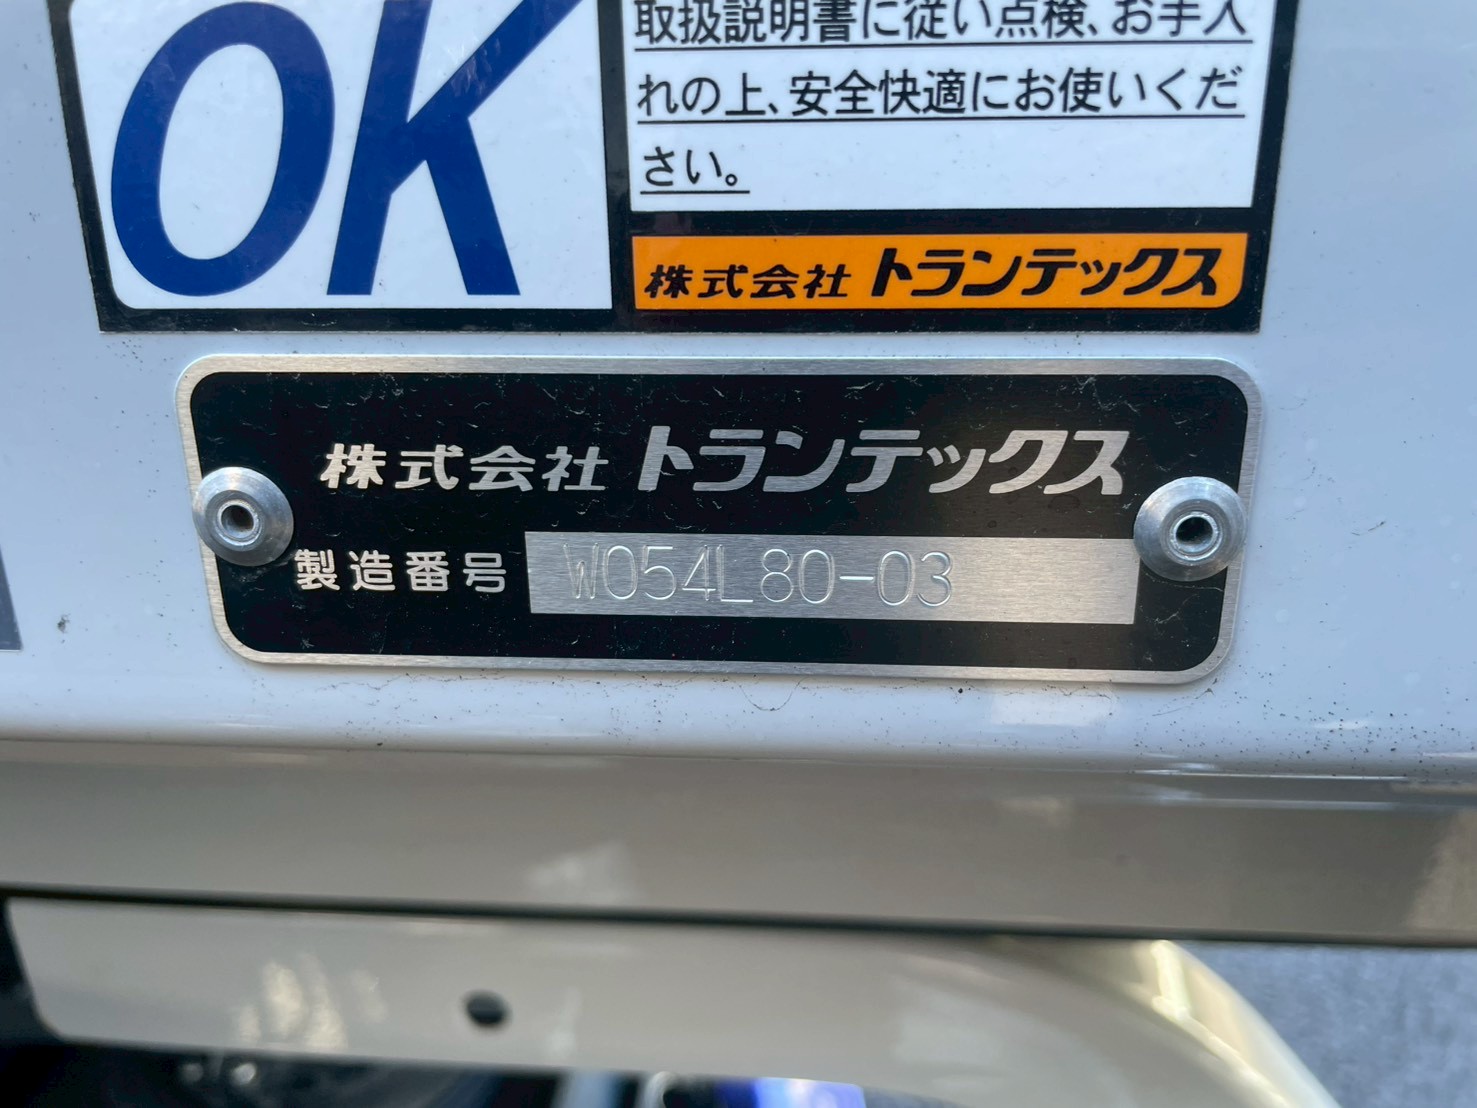 OK
取扱説明書に従い点検、お手入
れの上、安全快適にお使いくだ
さい。
株式会社 トランテックス
株式会社 トランテックス
製造番号 W054L80-03